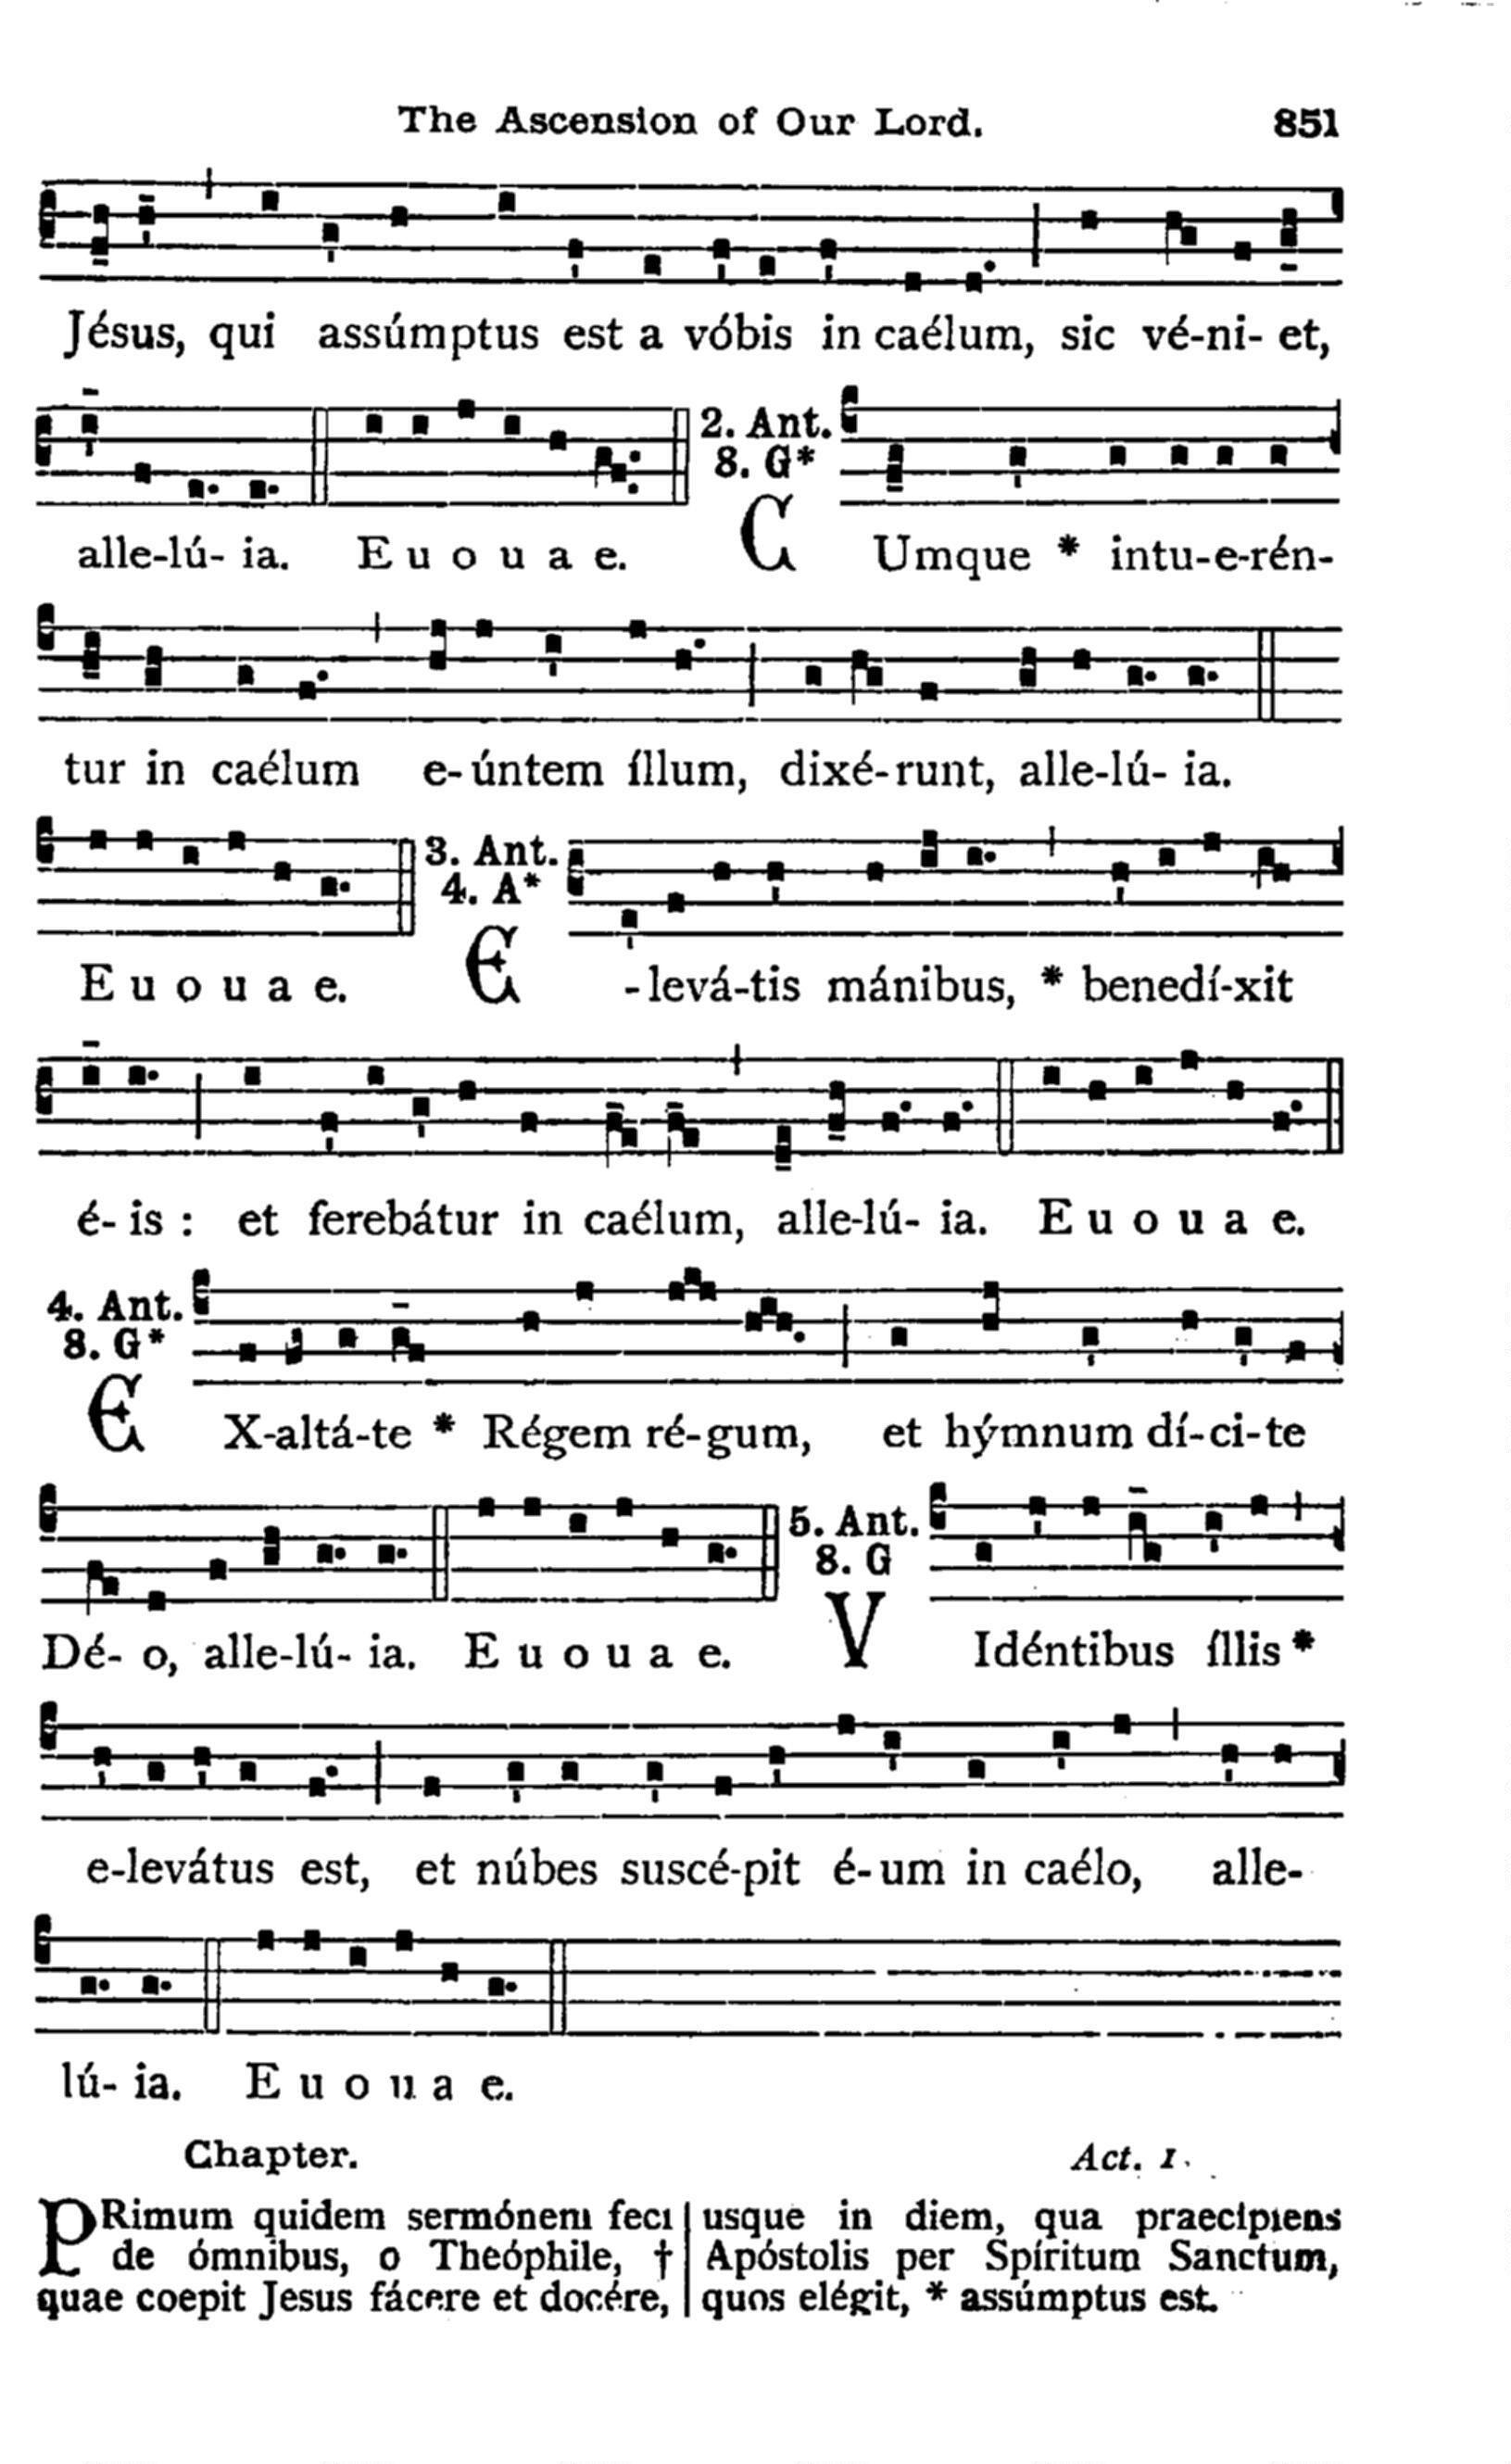 The Ascension of Our Lord. 851
Jésus, qui assúmptus est a vóbis in caélum, sic vé-ni- et,
2. Ant.
8. G*
alle-lú- ia. E u o u a e. C Umque * intu-e-rén-
tur in caélum e-úntem íllum, dixé-runt, alle-lú- ia.
3. Ant.
4. A*
E u o u a e. E -levá-tis mánibus, * benedí-xit
é- is : et ferebátur in caélum, alle-lú- ia. E u o u a e.
4. Ant.
8. G*
E X-altá-te * Régem ré-gum, et hýmnum dí-ci-te
5. Ant.
8. G
Dé- o, alle-lú- ia. E u o u a e. V Idéntibus íllis *
e-levátus est, et núbes suscé-pit é-um in caélo, alle-
lú- ia. E u o u a e.
Chapter. Act. 1.
PRimum quidem sermónem feci
de ómnibus, o Theóphile, †
quae coepit Jesus fácere et docére,
usque in diem, qua praecipiens
Apóstolis per Spíritum Sanctum,
quos elégit, * assúmptus est.